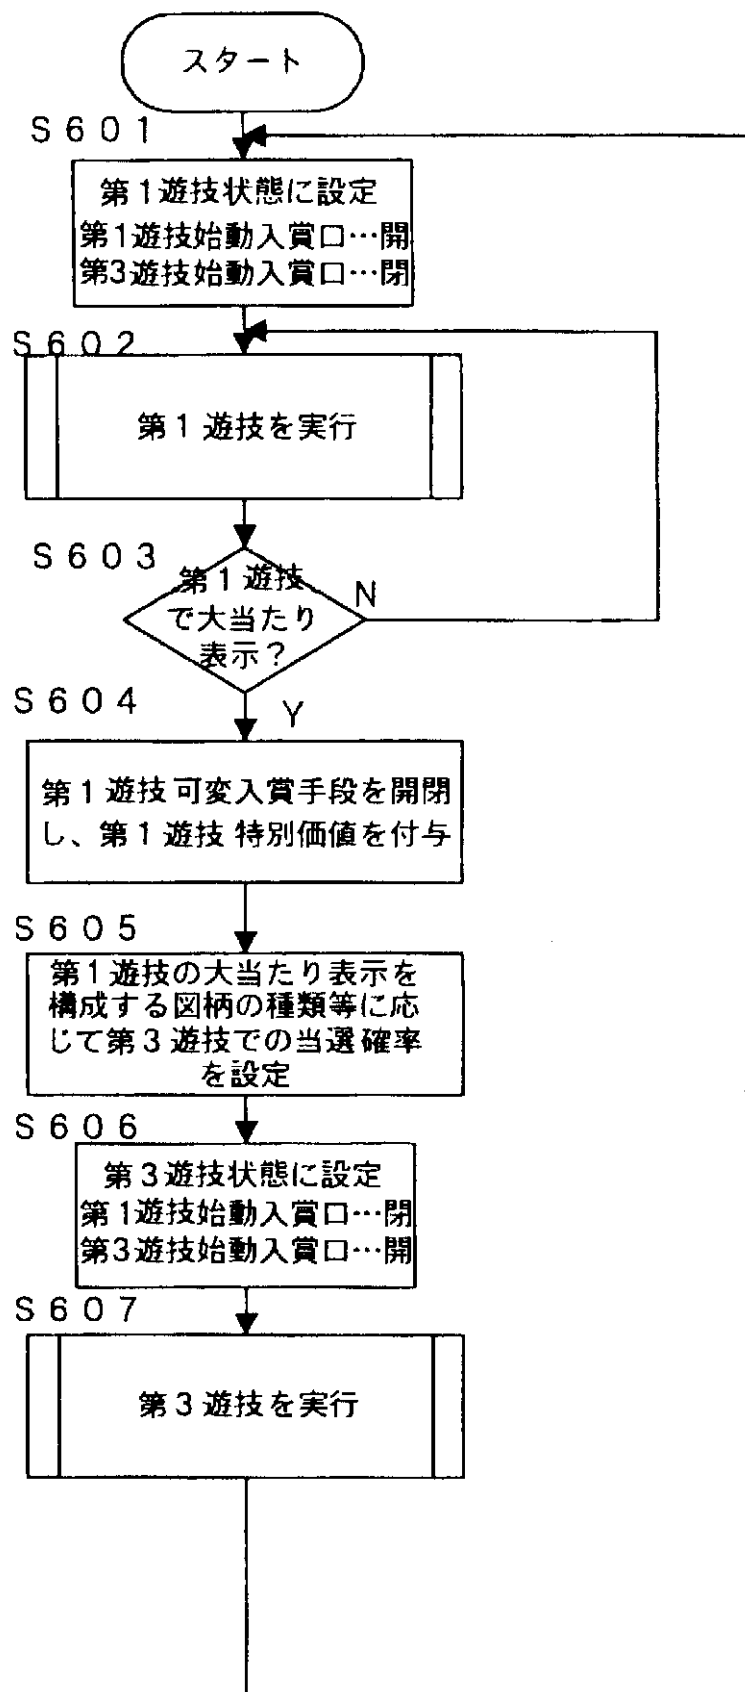 スタート
S601
第1遊技状態に設定
第1遊技始動入賞口…開
第3遊技始動入賞口…閉
S602
第1遊技を実行
S603
第1遊技
で大当たり
表示?
N
S604
Y
第1遊技可変入賞手段を開閉
し、第1遊技特別価値を付与
S605
第1遊技の大当たり表示を
構成する図柄の種類等に応
じて第3遊技での当選確率
を設定
S606
第3遊技状態に設定
第1遊技始動入賞口…閉
第3遊技始動入賞口…開
S607
第3遊技を実行